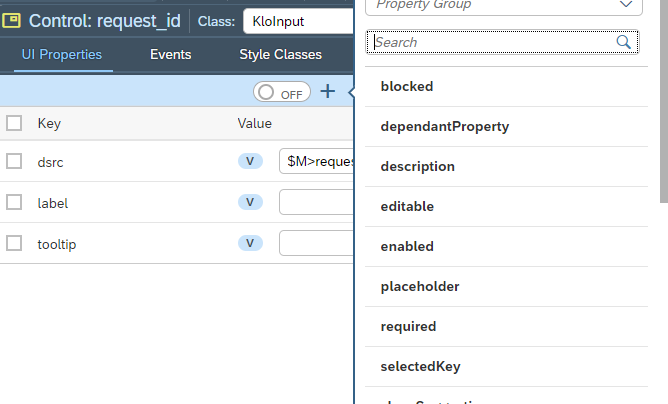 Control: request_id Class: KloInput
UI Properties Events Style Classes
OFF
Key Value
dsrc V $M>reques
label V
tooltip V
Property Group
Search
blocked
dependantProperty
description
editable
enabled
placeholder
required
selectedKey